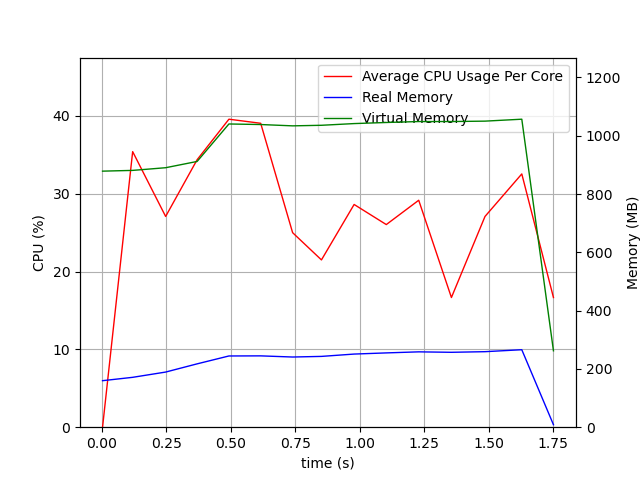 Average CPU Usage Per Core
Real Memory
Virtual Memory
CPU (%)
40
30
20
10
0
1200
1000
800
600
400
200
0
Memory (MB)
0.00 0.25 0.50 0.75 1.00 1.25 1.50 1.75
time (s)